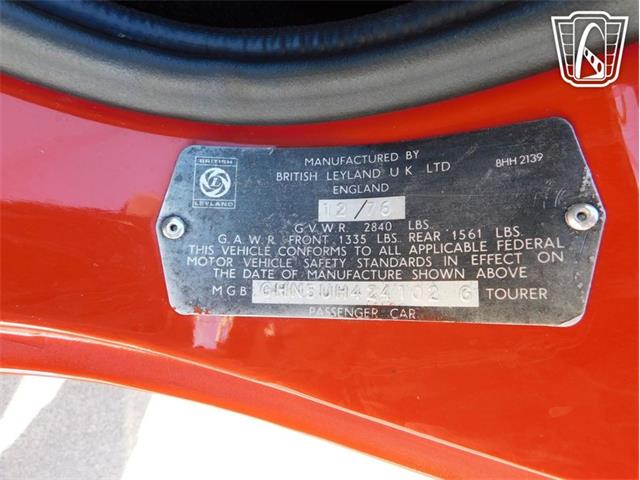 BRITISH
L
LEYLAND
MANUFACTURED BY
BRITISH LEYLAND U K LTD
ENGLAND
BHH 2139
12/76
G.V.W.R. 2840 LBS.
G.A.W.R. FRONT 1335 LBS. REAR 1561 LBS.
THIS VEHICLE CONFORMS TO ALL APPLICABLE FEDERAL
MOTOR VEHICLE SAFETY STANDARDS IN EFFECT ON
THE DATE OF MANUFACTURE SHOWN ABOVE
MGB GHN5UH424102 G TOURER
PASSENGER CAR